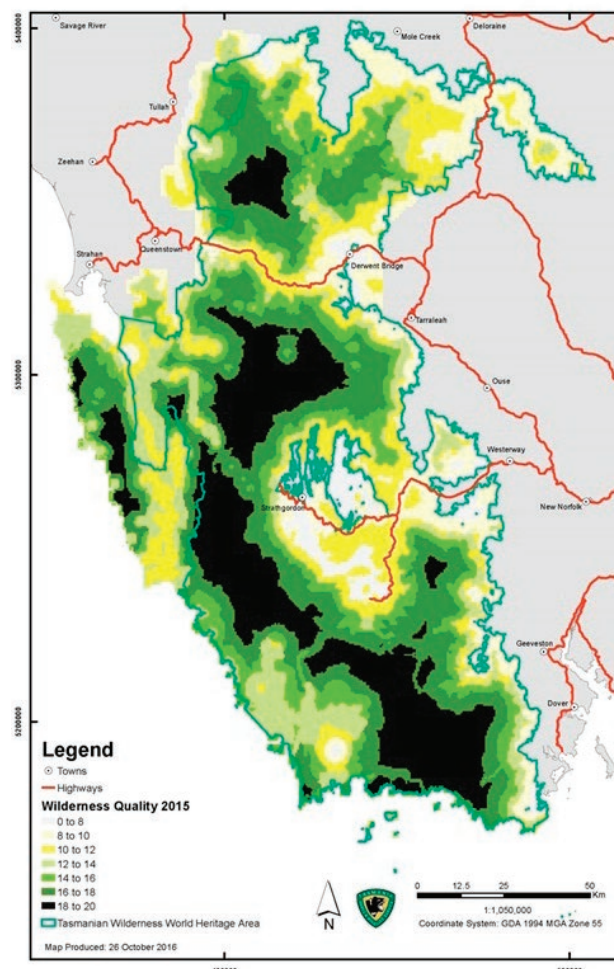 5400000
Savage River
Mole Creek
Deloraine
Tullah
Zeehan
Queenstown
Strahan
Derwent Bridge
Tarraleah
5300000
Ouse
Westerway
Strathgordon
New Norfolk
Geeveston
Dover
5200000
Legend
Towns
Highways
Wilderness Quality 2015
0 to 8
8 to 10
10 to 12
12 to 14
14 to 16
16 to 18
18 to 20
Tasmanian Wilderness World Heritage Area
Map Produced: 26 October 2016
N
0 12.5 25 50
Km
1:1,050,000
Coordinate System: GDA 1994 MGA Zone 55